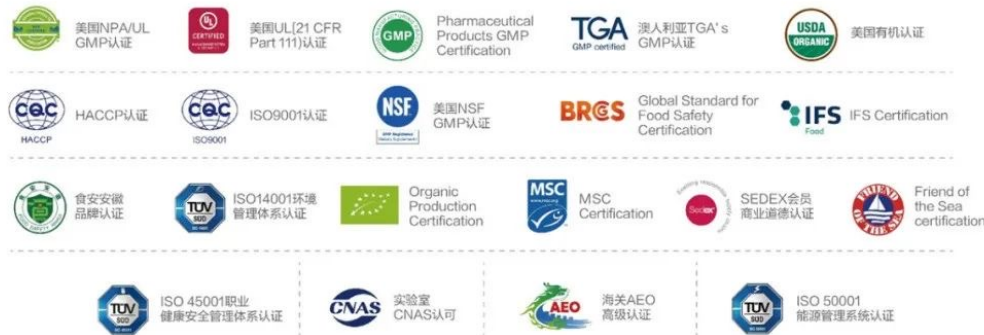 美国NPA/UL
GMP认证
UL
CERTIFIED
美国UL[21 CFR
Part 111)认证
GMP
Pharmaceutical
Products GMP
Certification
TGA
GMP certified
澳人利亚TGA's
GMP认证
USDA
ORGANIC
美国有机认证
CQC
HACCP
HACCP认证
CQC
ISO9001
ISO9001认证
NSF
美国NSF
GMP认证
BRCGS
Global Standard for
Food Safety
Certification
IFS
Food
IFS Certification
食安安徽
品牌认证
TÜV
SÜD
ISO14001环境
管理体系认证
Organic
Production
Certification
MSC
www.msc.org
MSC
Certification
Sedex
SEDEX会员
商业道德认证
FRIEND
OF THE SEA
Friend of
the Sea
certification
TÜV
SÜD
ISO 45001职业
健康安全管理体系认证
CNAS
实验室
CNAS认可
AEO
海关AEO
高级认证
TÜV
SÜD
ISO 50001
能源管理系统认证